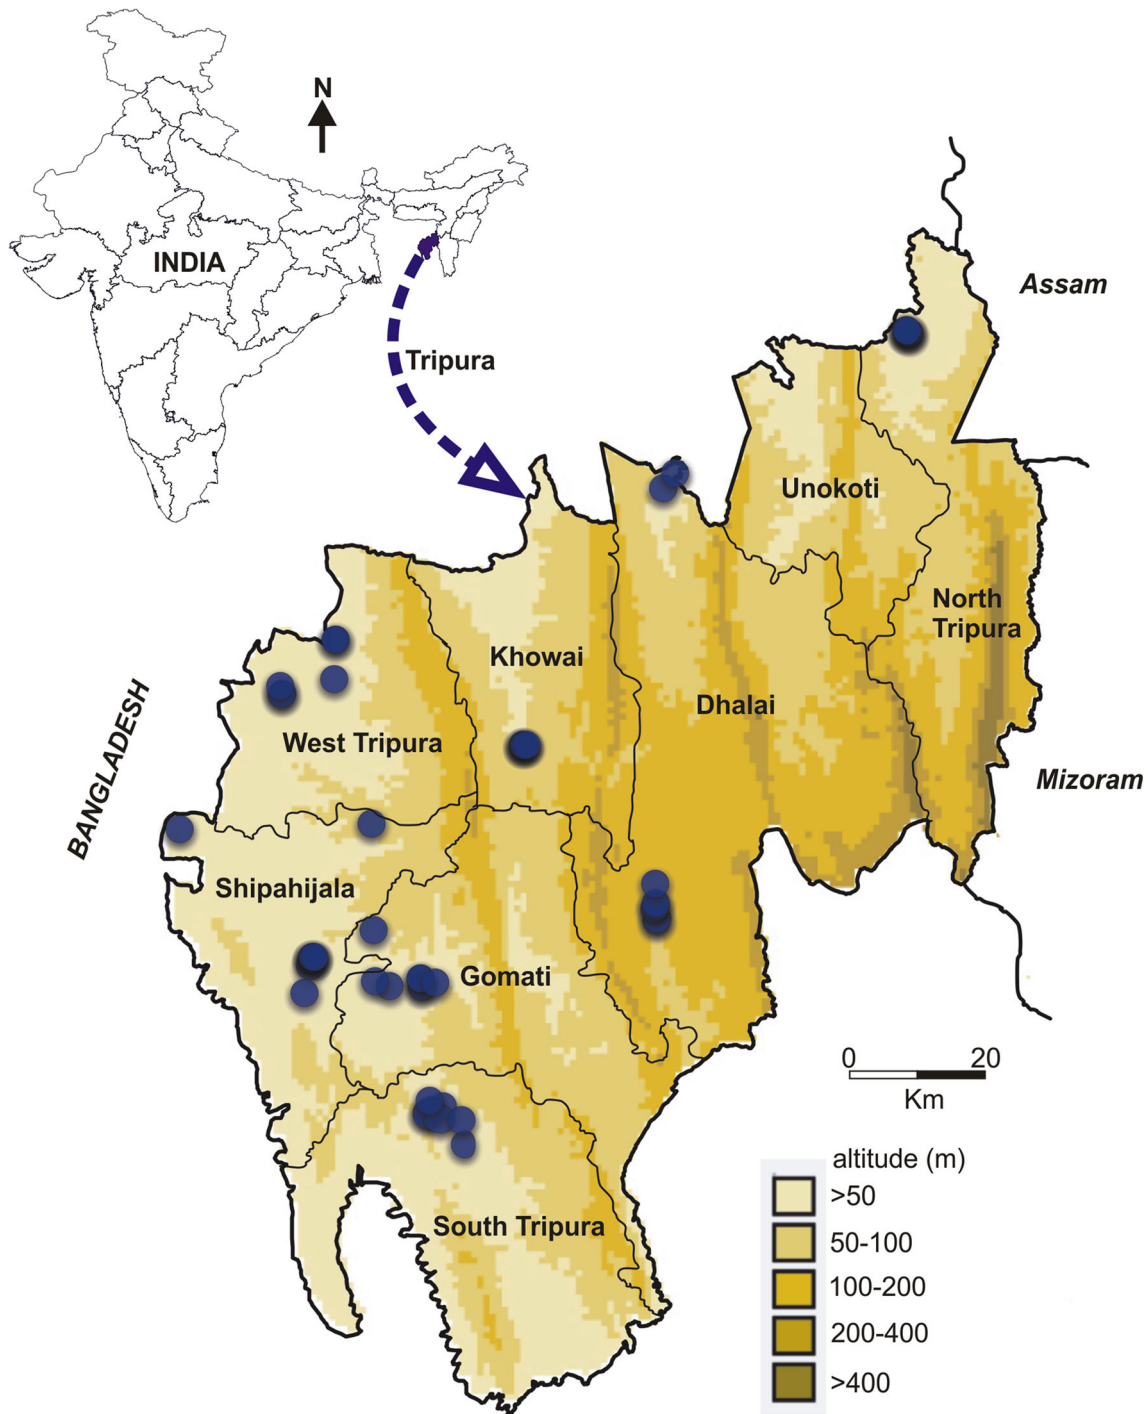 N
INDIA
Tripura
Assam
Unokoti
North
Tripura
Khowai
Dhalai
West Tripura
BANGLADESH
Mizoram
Shipahijala
Gomati
0 20
Km
South Tripura
altitude (m)
>50
50-100
100-200
200-400
>400